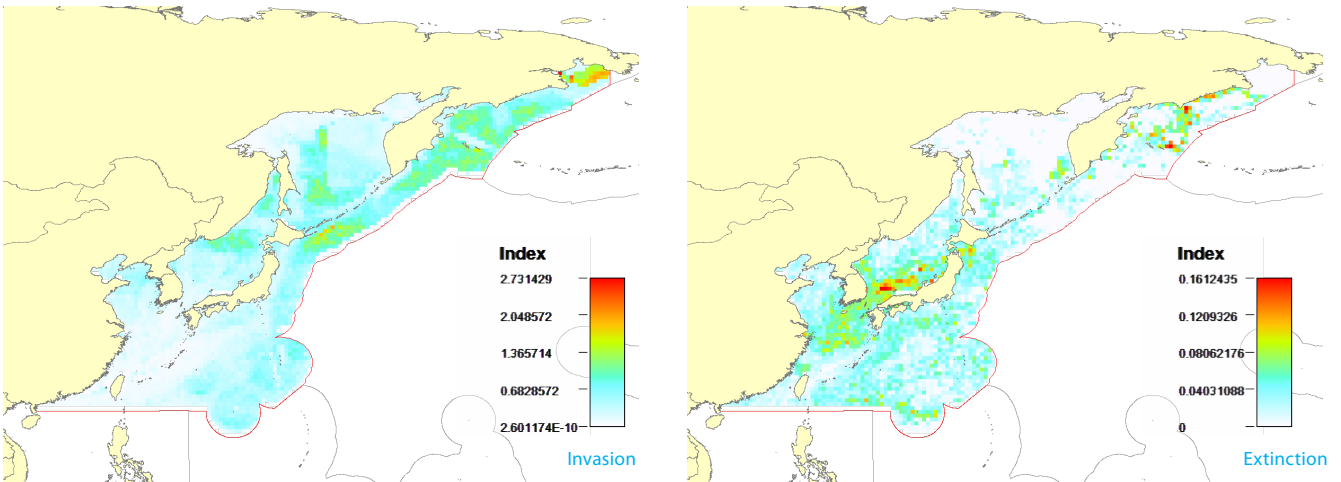 Index
2.731429
2.048572
1.365714
0.6828572
2.601174E-10
Invasion
Index
0.1612435
0.1209326
0.08062176
0.04031088
0
Extinction